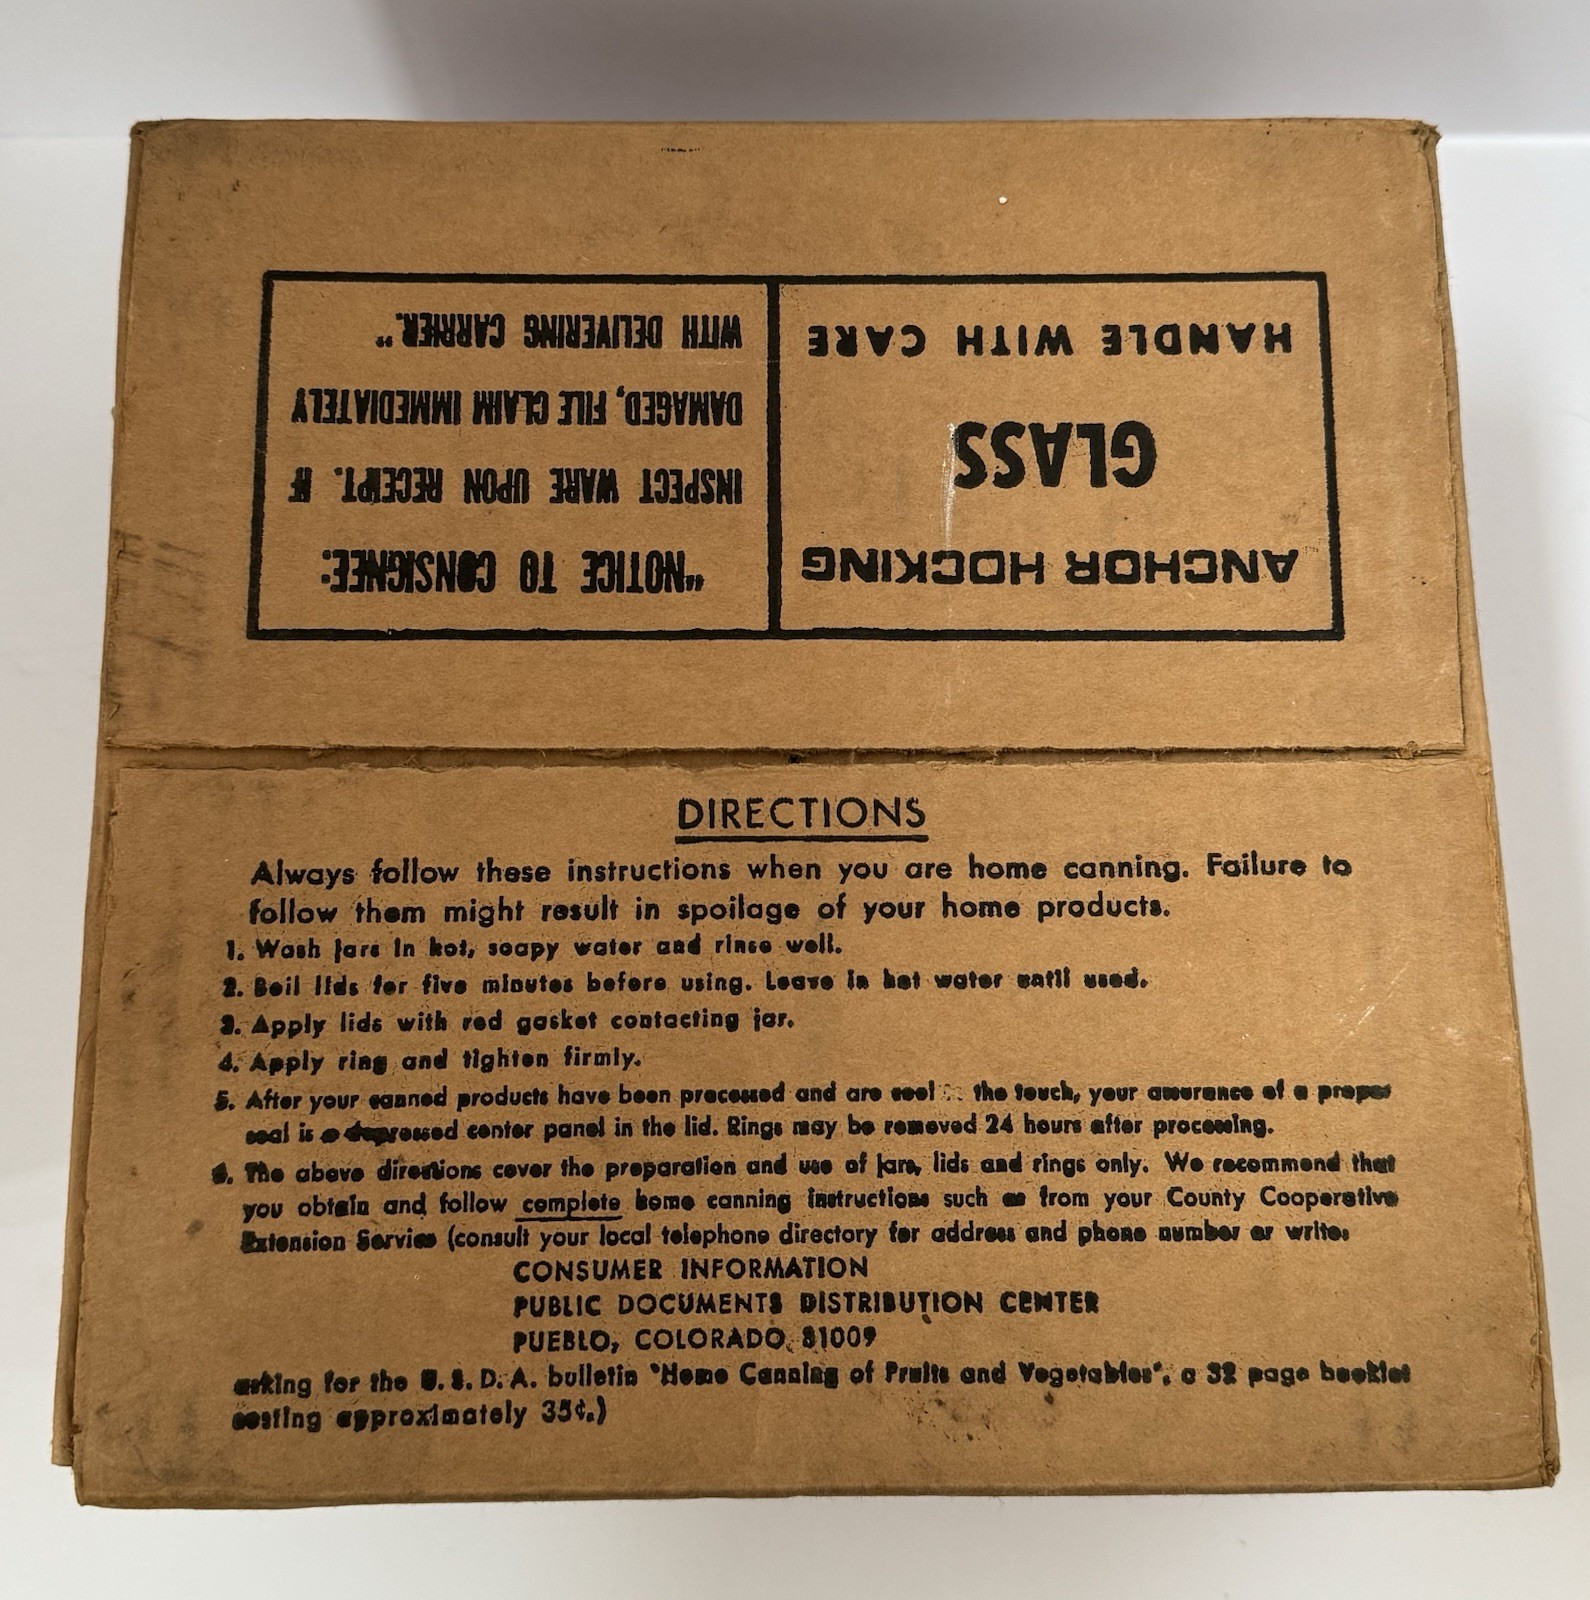 ANCHOR HOCKING
GLASS
HANDLE WITH CARE
"NOTICE TO CONSIGNEE:
INSPECT WARE UPON RECEIPT. IF
DAMAGED, FILE CLAIM IMMEDIATELY
WITH DELIVERING CARRIER."
DIRECTIONS
Always follow these instructions when you are home canning. Failure to
follow them might result in spoilage of your home products.
1. Wash jars in hot, soapy water and rinse well.
2. Boil lids for five minutes before using. Leave in hot water until used.
3. Apply lids with red gasket contacting jar.
4. Apply ring and tighten firmly.
5. After your canned products have been processed and are cool the touch, your assurance of a proper
seal is a depressed center panel in the lid. Rings may be removed 24 hours after processing.
6. The above directions cover the preparation and use of jars, lids and rings only. We recommend that
you obtain and follow complete home canning instructions such as from your County Cooperative
Extension Service (consult your local telephone directory for address and phone number or write:
CONSUMER INFORMATION
PUBLIC DOCUMENTS DISTRIBUTION CENTER
PUEBLO, COLORADO, 81009
asking for the U. S. D. A. bulletin "Home Canning of Fruits and Vegetables", a 32 page booklet
costing approximately 35¢.)